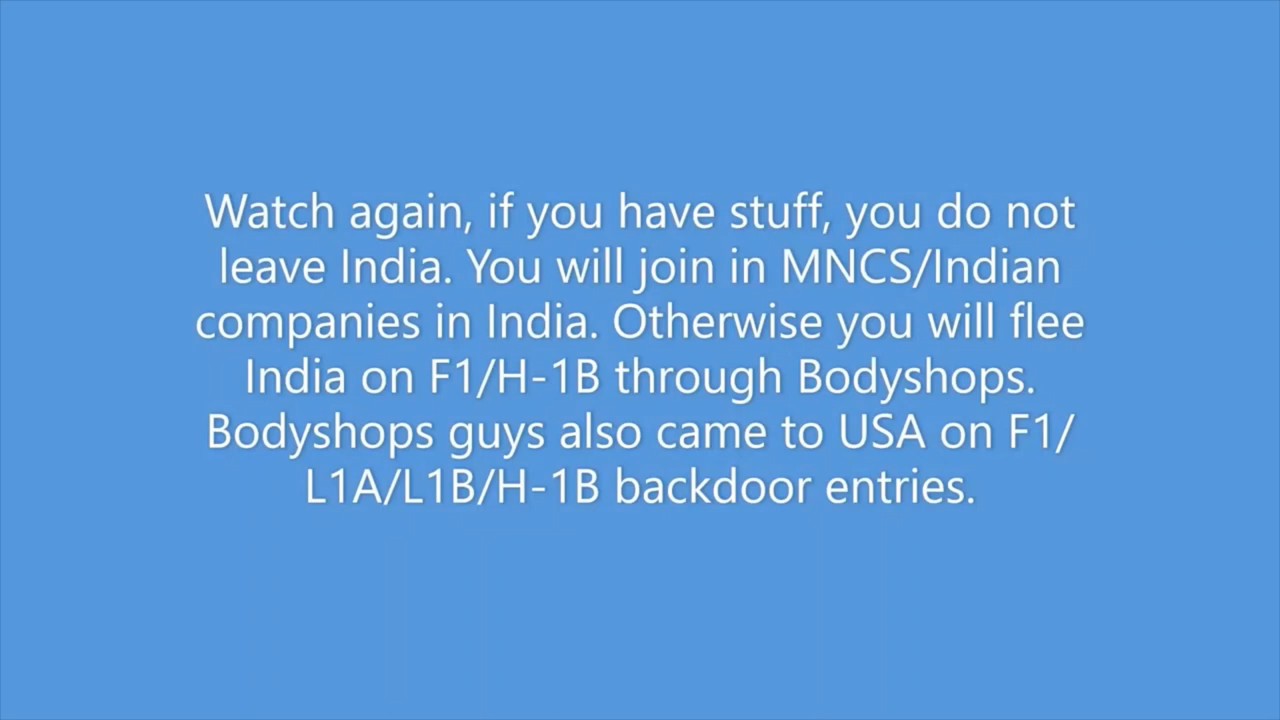 Watch again, if you have stuff, you do not
leave India. You will join in MNCS/Indian
companies in India. Otherwise you will flee
India on F1/H-1B through Bodyshops.
Bodyshops guys also came to USA on F1/
L1A/L1B/H-1B backdoor entries.